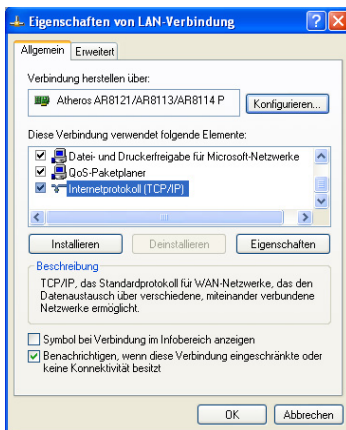 Eigenschaften von LAN-Verbindung
Allgemein Erweitert
Verbindung herstellen über:
Atheros AR8121/AR8113/AR8114 P
Konfigurieren...
Diese Verbindung verwendet folgende Elemente:
Datei- und Druckerfreigabe für Microsoft-Netzwerke
QoS-Paketplaner
Internetprotokoll (TCP/IP)
Installieren Deinstallieren Eigenschaften
Beschreibung
TCP/IP, das Standardprotokoll für WAN-Netzwerke, das den
Datenaustausch über verschiedene, miteinander verbundene
Netzwerke ermöglicht.
Symbol bei Verbindung im Infobereich anzeigen
Benachrichtigen, wenn diese Verbindung eingeschränkte oder
keine Konnektivität besitzt
OK Abbrechen